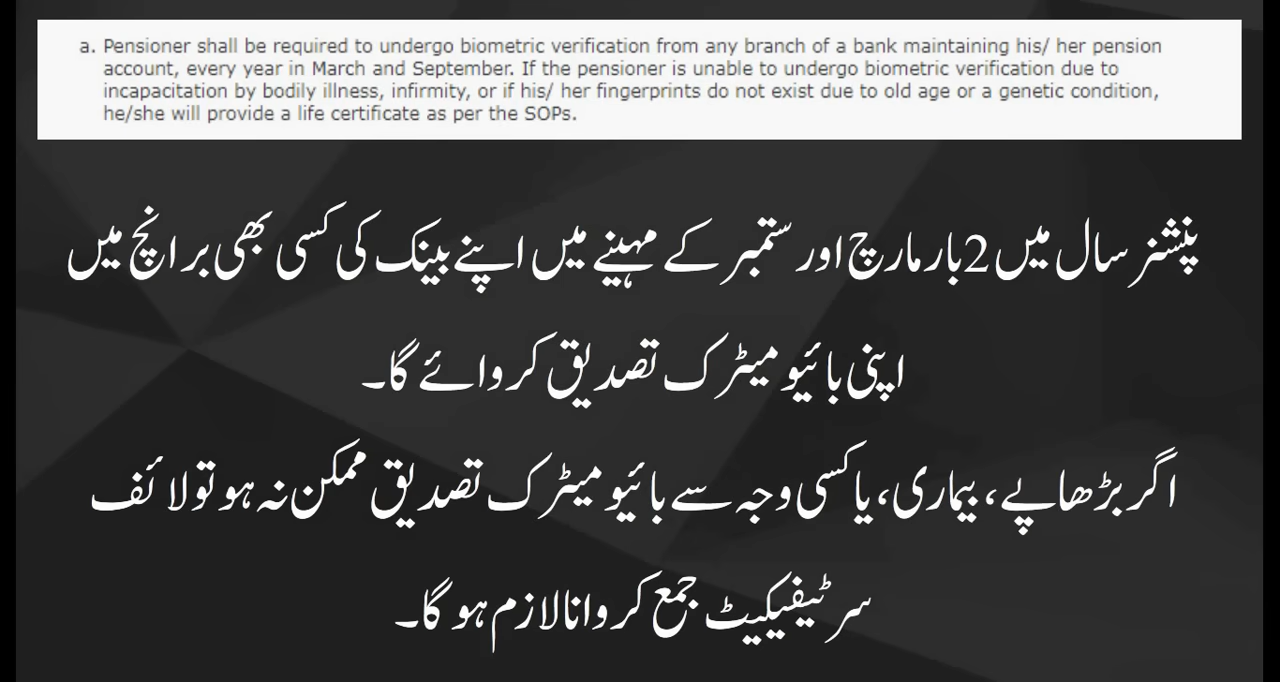 a. Pensioner shall be required to undergo biometric verification from any branch of a bank maintaining his/ her pension
account, every year in March and September. If the pensioner is unable to undergo biometric verification due to
incapacitation by bodily illness, infirmity, or if his/ her fingerprints do not exist due to old age or a genetic condition,
he/she will provide a life certificate as per the SOPs.
پنشنر سال میں 2 بار مارچ اور ستمبر کے مہینے میں اپنے بینک کی کسی بھی برانچ میں
اپنی بائیو میٹرک تصدیق کروائے گا۔
اگر بڑھاپے، بیماری، یا کسی وجہ سے بائیو میٹرک تصدیق ممکن نہ ہو تو لائف
سرٹیفیکیٹ جمع کروانا لازم ہو گا۔